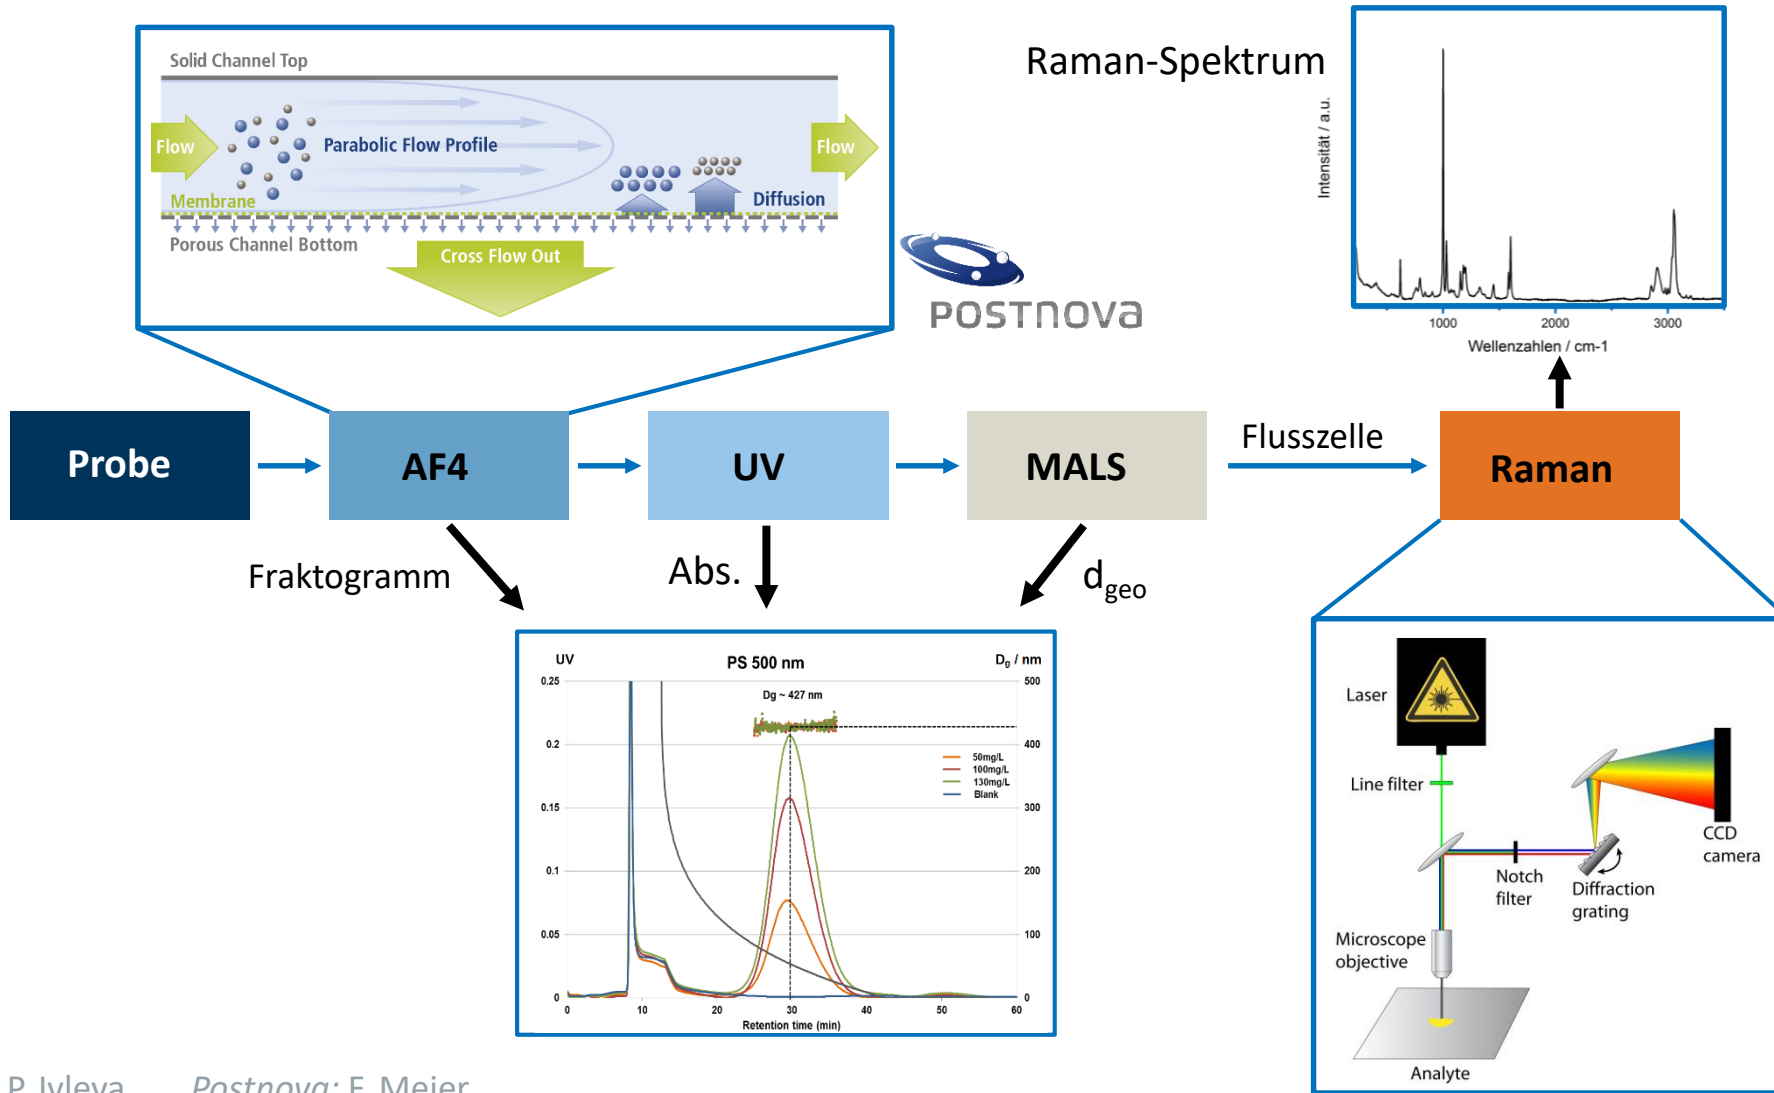 Solid Channel Top
Flow
Parabolic Flow Profile
Flow
Membrane
Diffusion
Porous Channel Bottom
Cross Flow Out
POSTNOVA
Raman-Spektrum
Intensität / a.u.
1000
2000
3000
Wellenzahlen / cm-1
Probe
AF4
UV
MALS
Flusszelle
Raman
Fraktogramm
Abs.
dgeo
UV
PS 500 nm
Dg / nm
Dg ~ 427 nm
0.25
0.2
0.15
0.1
0.05
0
500
400
300
200
100
0
50mg/L
100mg/L
130mg/L
Blank
0
10
20
30
40
50
60
Retention time (min)
Laser
Line filter
CCD
camera
Notch
filter
Diffraction
grating
Microscope
objective
Analyte
P. Ivleva
Postnova: F. Meier